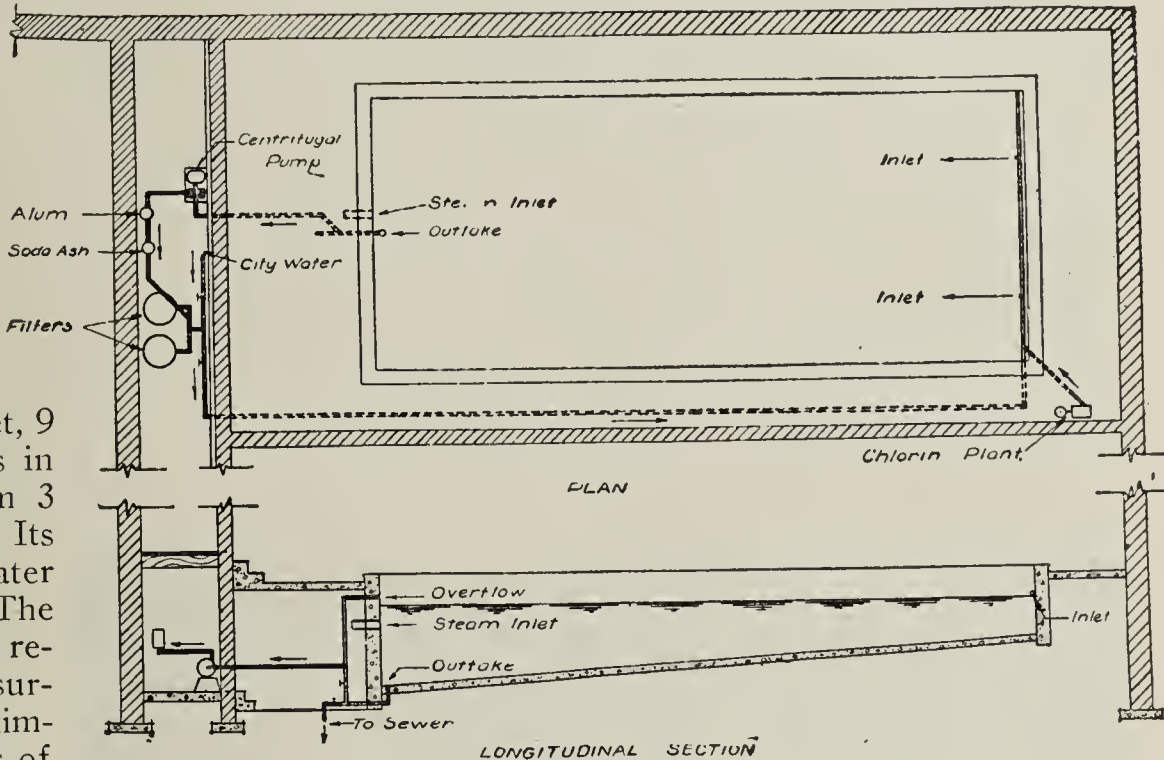 Centrifugal
Pump
Alum
Soda Ash
Filters
City Water
Inlet
Outtake
Inlet
Inlet
Chlorin Plant.
PLAN
et, 9
s in
n 3
Its
ater
The
re-
sur-
im-
of
Overflow
Steam Inlet
Outtake
Inlet
To Sewer
LONGITUDINAL SECTION